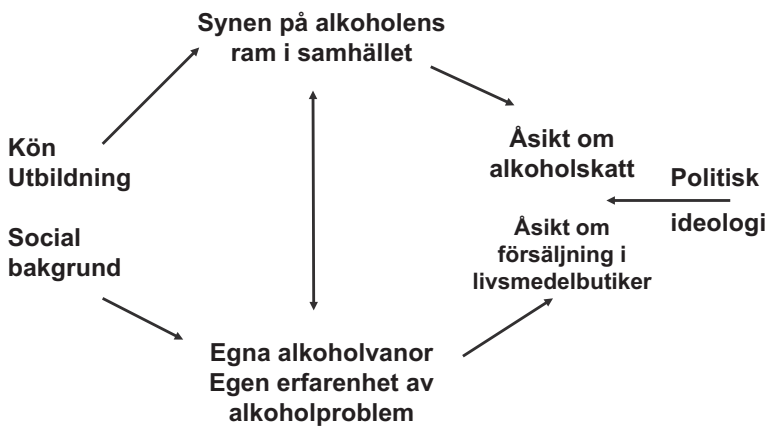 Synen på alkoholens
ram i samhället
Kön
Utbildning
Social
bakgrund
Åsikt om
alkoholskatt
Åsikt om
försäljning i
livsmedelbutiker
Politisk
ideologi
Egna alkoholvanor
Egen erfarenhet av
alkoholproblem